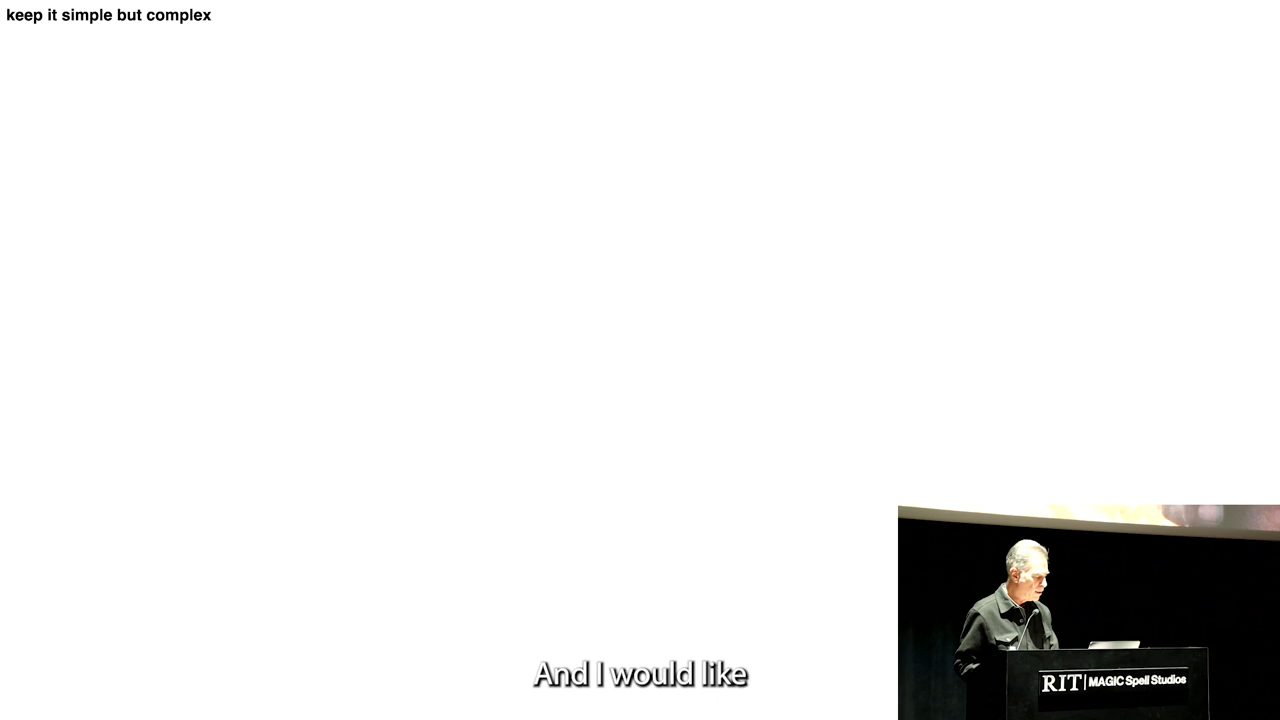 keep it simple but complex
And I would like
RIT | MAGIC Spell Studios